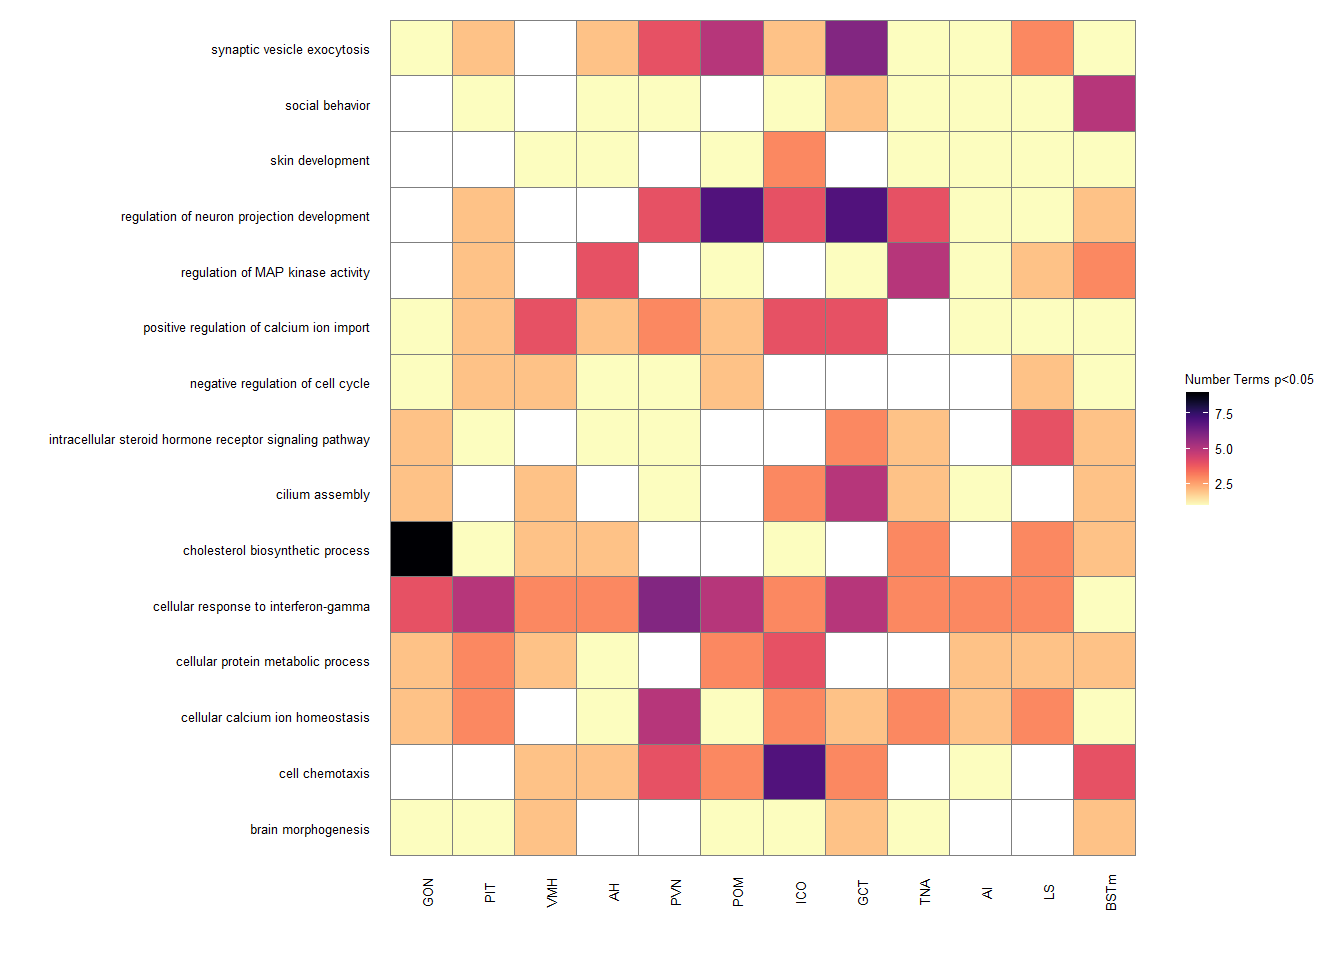 synaptic vesicle exocytosis
social behavior
skin development
regulation of neuron projection development
regulation of MAP kinase activity
positive regulation of calcium ion import
negative regulation of cell cycle
intracellular steroid hormone receptor signaling pathway
cilium assembly
cholesterol biosynthetic process
cellular response to interferon-gamma
cellular protein metabolic process
cellular calcium ion homeostasis
cell chemotaxis
brain morphogenesis
GON
PIT
VMH
AH
PVN
POM
ICO
GCT
TNA
AI
LS
BSTm
Number Terms p<0.05
7.5
5.0
2.5